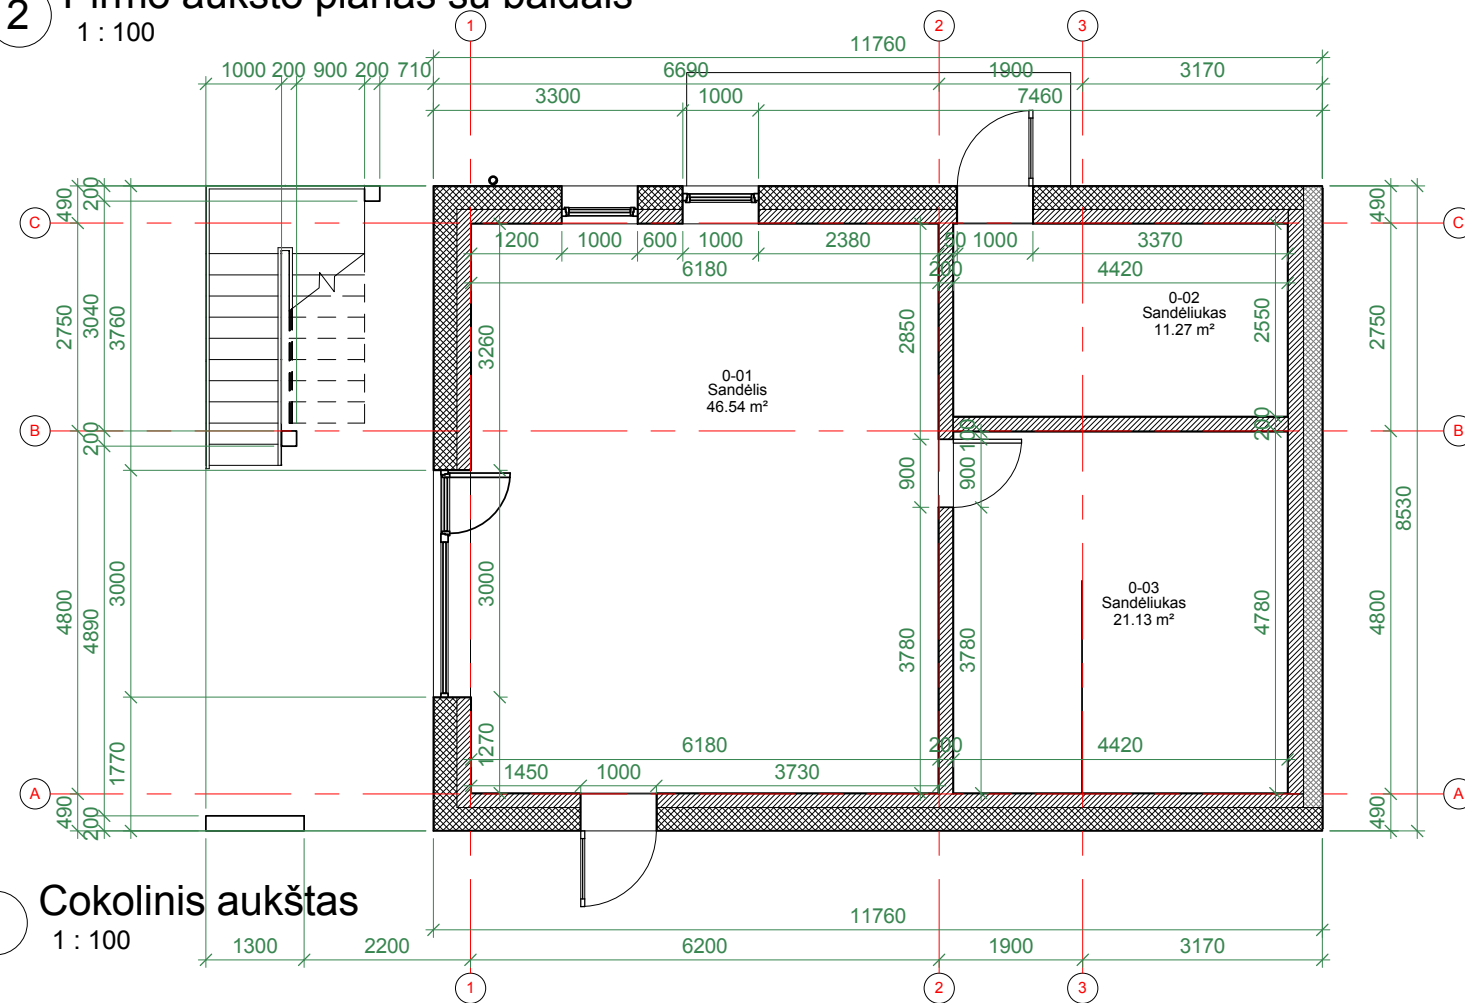 2 Pirmo aukšto planas su baldais
1 : 100
1 2 3
11760
1000 200 900 200 710 6690 1900 3170
3300 1000 7460
490 200 490
C C
1200 1000 600 1000 2380 50 1000 3370
6180 200 4420
2750 3040 3760 3260 2850 2550 2750
0-02
Sandėliukas
11.27 m²
0-01
Sandėlis
46.54 m²
B B
200 100 200
900 900
8530
4800 4890 3000 3000 3780 3780 4780 4800
0-03
Sandėliukas
21.13 m²
1770 1270
6180 200 4420
1450 1000 3730
A A
490 200 490
Cokolinis aukštas
1 : 100
11760
1300 2200 6200 1900 3170
1 2 3